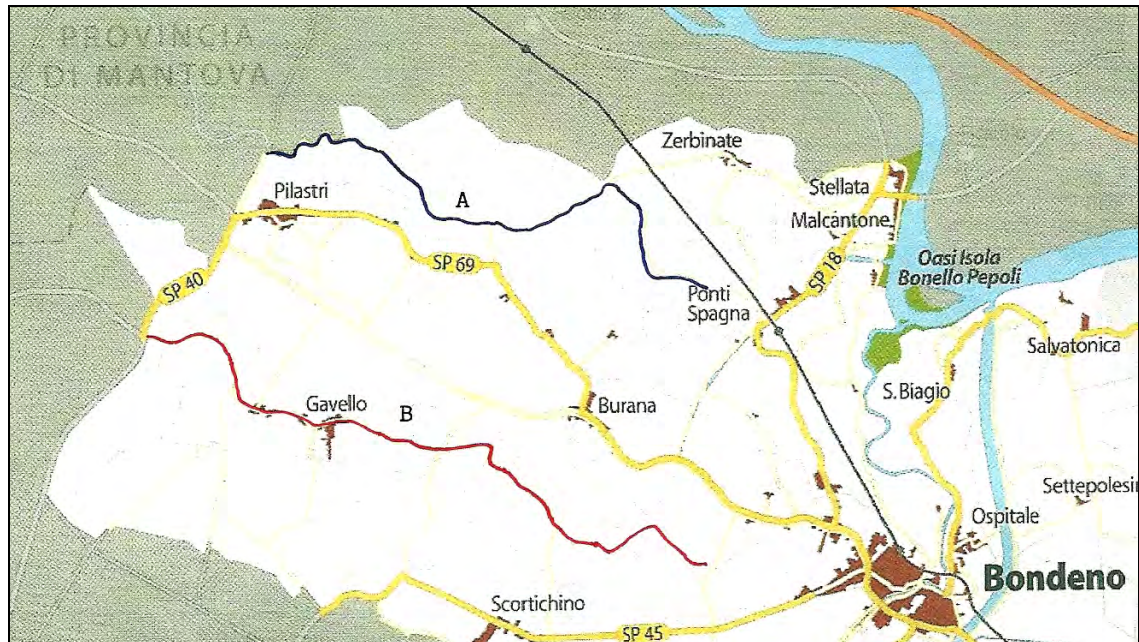 PROVINCIA
DI MANTOVA
Zerbinate
Stellata
Pilastri
A
Malcantone
SP 69
Oasi Isola
Bonello Pepoli
SP 40
SP 18
Ponti
Spagna
Salvatonica
S. Biagio
Gavello
B
Burana
Settepolesin
Ospitale
Bondeno
Scortichino
SP 45